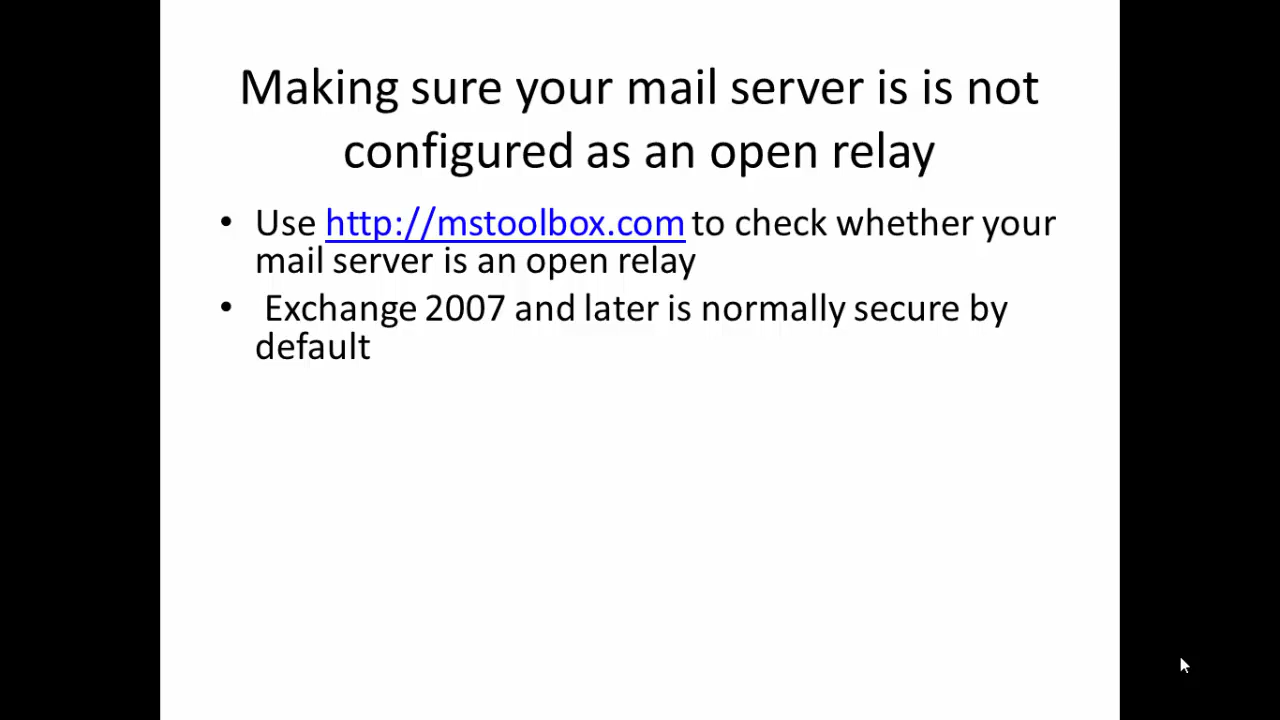 Making sure your mail server is is not
configured as an open relay
• Use http://mstoolbox.com to check whether your
mail server is an open relay
• Exchange 2007 and later is normally secure by
default